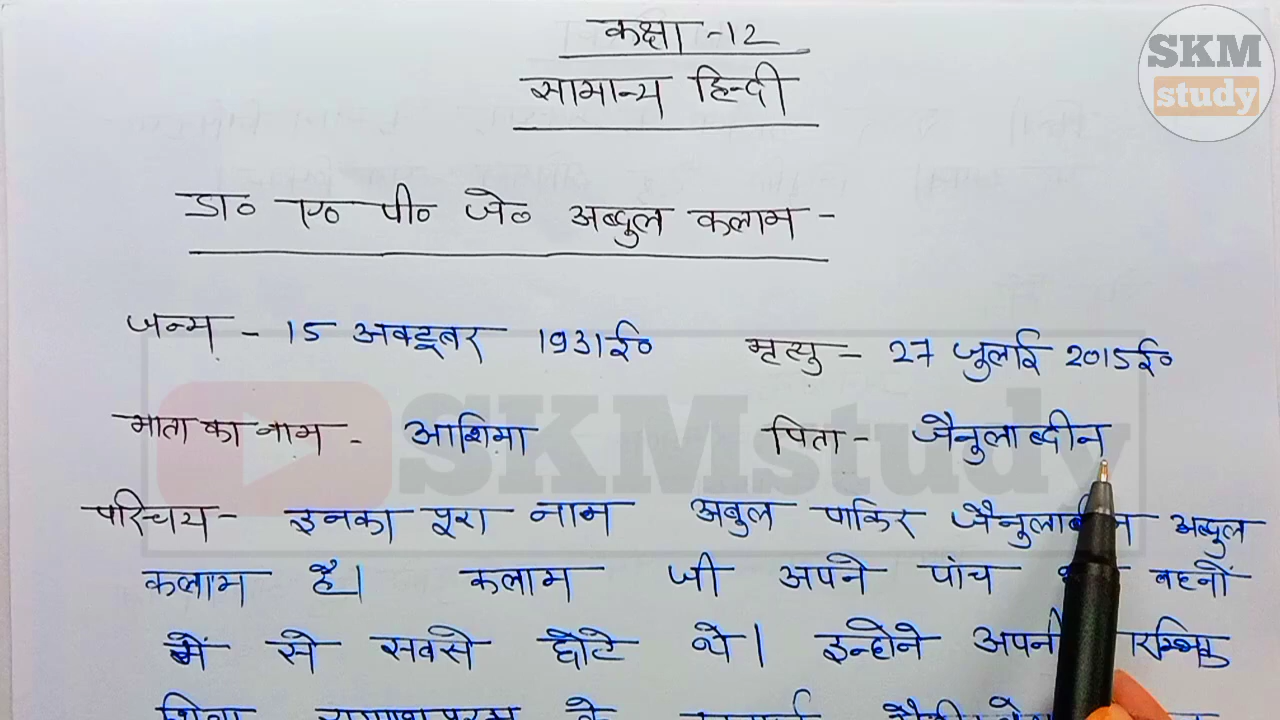 कक्षा -12
SKM
study
सामान्य हिन्दी
डा० ए० पी० जे० अब्दुल कलाम -
जन्म - 15 अक्टूबर 1931ई० मृत्यु - 27 जुलाई 2015ई०
माता का नाम - आशिमा पिता - जैनुलाब्दीन
SKMstudy
परिचय - इनका पूरा नाम अबुल पाकिर अब्दुल
कलाम है। कलाम जी अपने पांच बहनों
में से सबसे छोटे थे। इन्होने अपनी
के